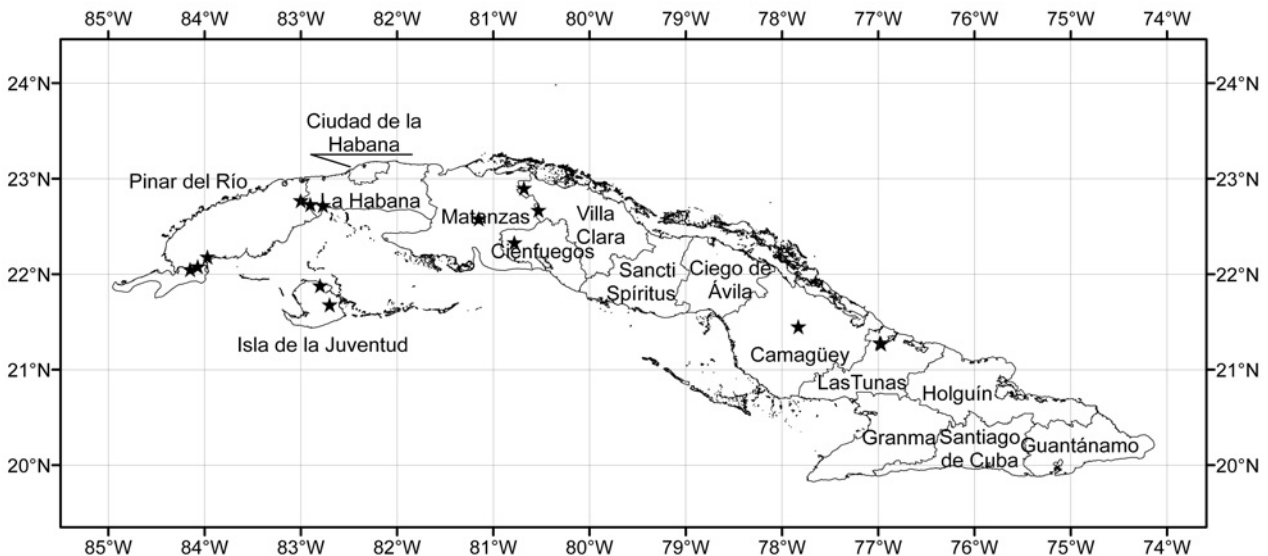 85°W 84°W 83°W 82°W 81°W 80°W 79°W 78°W 77°W 76°W 75°W 74°W
24°N 24°N
Ciudad de la
Habana
23°N 23°N
Pinar del Río
La Habana
Matanzas
Villa
Clara
Cienfuegos
22°N 22°N
Sancti
Spíritus
Ciego de
Ávila
Isla de la Juventud
Camagüey
21°N 21°N
LasTunas
Holguín
Granma
Santiago
de Cuba
Guantánamo
20°N 20°N
85°W 84°W 83°W 82°W 81°W 80°W 79°W 78°W 77°W 76°W 75°W 74°W